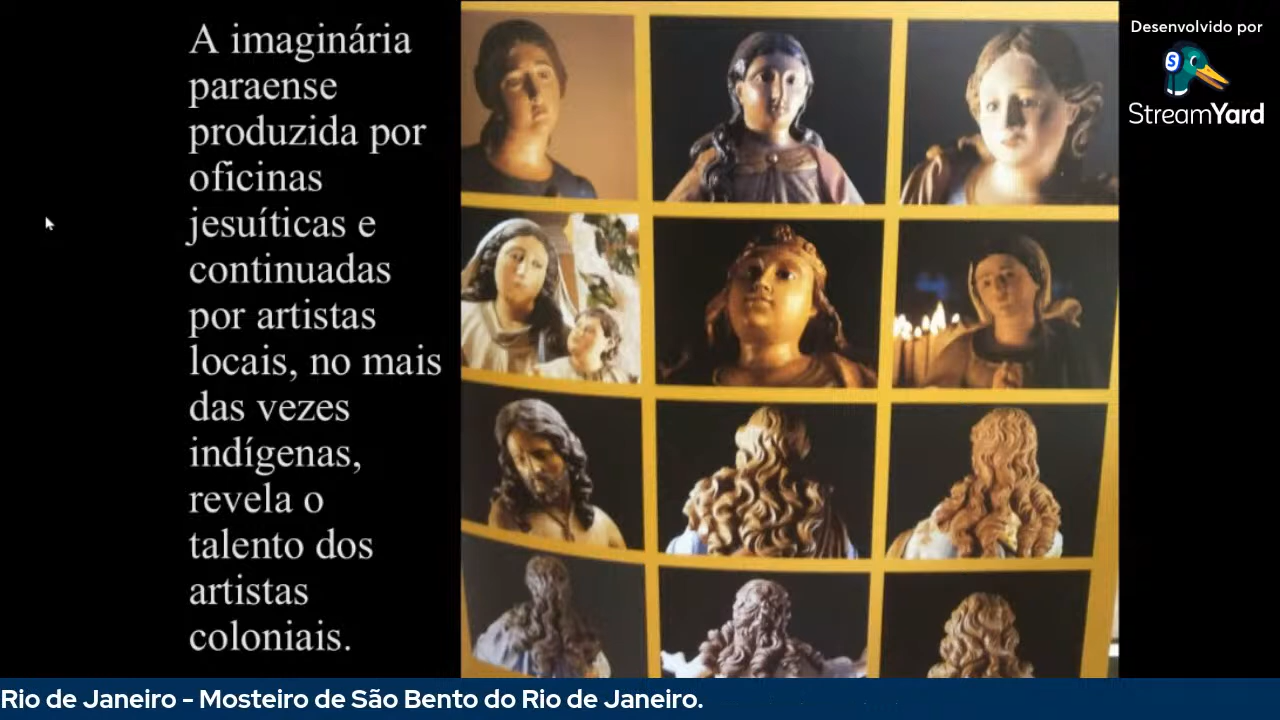 A imaginária
paraense
produzida por
oficinas
jesuíticas e
continuadas
por artistas
locais, no mais
das vezes
indígenas,
revela o
talento dos
artistas
coloniais.
Desenvolvido por
StreamYard
Rio de Janeiro - Mosteiro de São Bento do Rio de Janeiro.